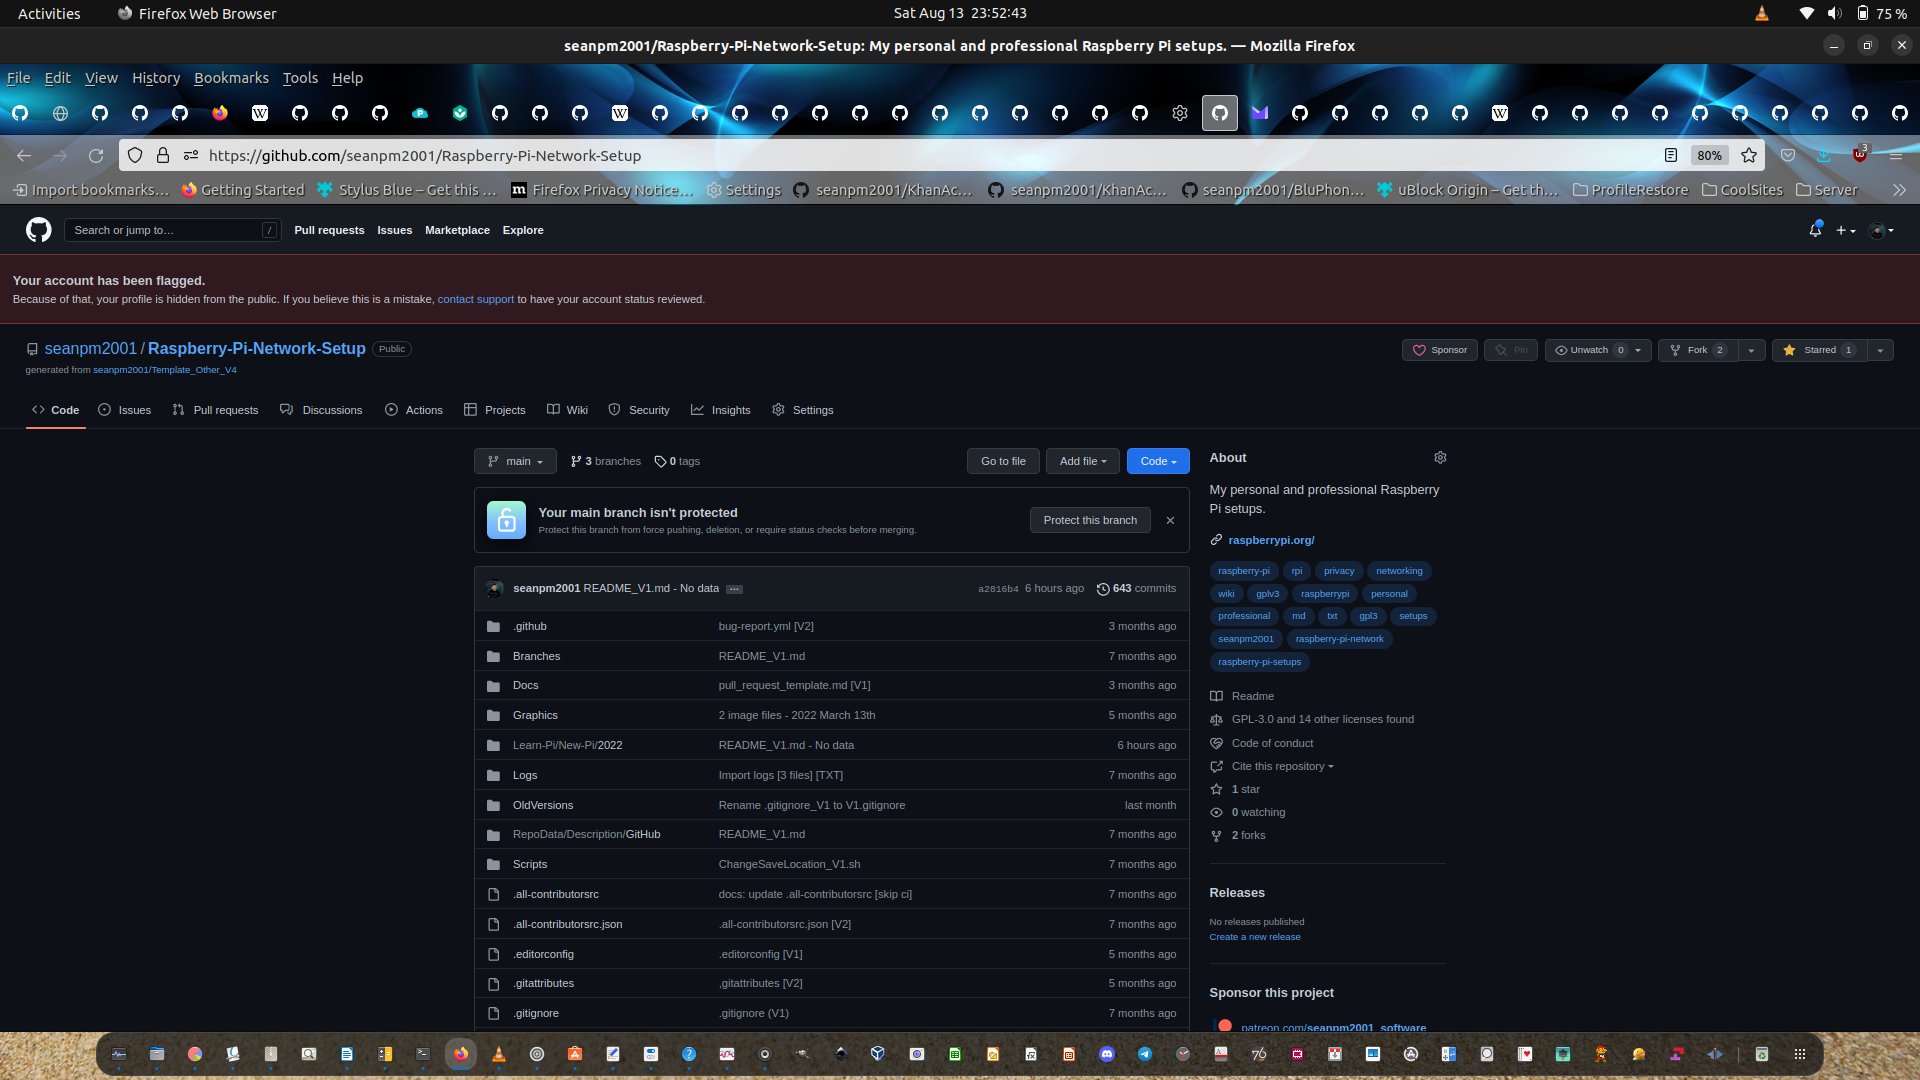 Activities Firefox Web Browser Sat Aug 13 23:52:43 75 %
seanpm2001/Raspberry-Pi-Network-Setup: My personal and professional Raspberry Pi setups. — Mozilla Firefox
File Edit View History Bookmarks Tools Help
https://github.com/seanpm2001/Raspberry-Pi-Network-Setup 80% 3
Import bookmarks… Getting Started Stylus Blue – Get this … Firefox Privacy Notice… Settings seanpm2001/KhanAc… seanpm2001/KhanAc… seanpm2001/BluPhon… uBlock Origin – Get th… ProfileRestore CoolSites Server
Search or jump to… / Pull requests Issues Marketplace Explore
Your account has been flagged.
Because of that, your profile is hidden from the public. If you believe this is a mistake, contact support to have your account status reviewed.
seanpm2001 / Raspberry-Pi-Network-Setup Public
Sponsor Pin Unwatch 0 Fork 2 Starred 1
generated from seanpm2001/Template_Other_V4
Code Issues Pull requests Discussions Actions Projects Wiki Security Insights Settings
main 3 branches 0 tags Go to file Add file Code
Your main branch isn't protected
Protect this branch from force pushing, deletion, or require status checks before merging.
Protect this branch
seanpm2001 README_V1.md - No data … a2816b4 6 hours ago 643 commits
.github bug-report.yml [V2] 3 months ago
Branches README_V1.md 7 months ago
Docs pull_request_template.md [V1] 3 months ago
Graphics 2 image files - 2022 March 13th 5 months ago
Learn-Pi/New-Pi/2022 README_V1.md - No data 6 hours ago
Logs Import logs [3 files] [TXT] 7 months ago
OldVersions Rename .gitignore_V1 to V1.gitignore last month
RepoData/Description/GitHub README_V1.md 7 months ago
Scripts ChangeSaveLocation_V1.sh 7 months ago
.all-contributorsrc docs: update .all-contributorsrc [skip ci] 7 months ago
.all-contributorsrc.json .all-contributorsrc.json [V2] 7 months ago
.editorconfig .editorconfig [V1] 5 months ago
.gitattributes .gitattributes [V2] 5 months ago
.gitignore .gitignore (V1) 7 months ago
About
My personal and professional Raspberry
Pi setups.
raspberrypi.org/
raspberry-pi rpi privacy networking
wiki gplv3 raspberrypi personal
professional md txt gpl3 setups
seanpm2001 raspberry-pi-network
raspberry-pi-setups
Readme
GPL-3.0 and 14 other licenses found
Code of conduct
Cite this repository
1 star
0 watching
2 forks
Releases
No releases published
Create a new release
Sponsor this project
patreon.com/seanpm2001_software